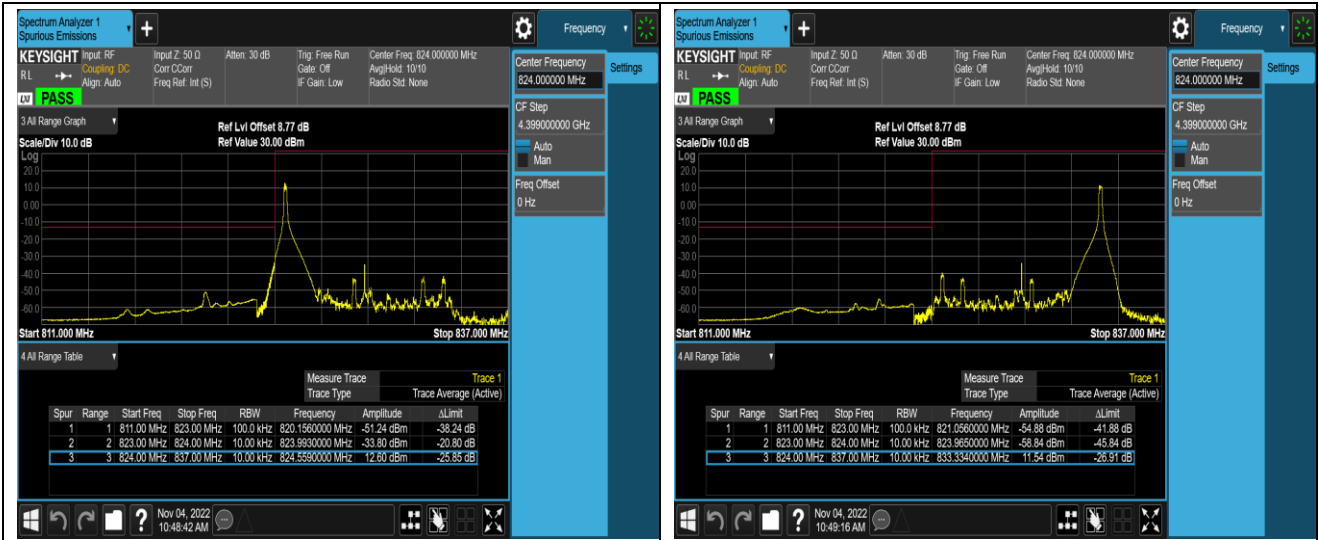 Spectrum Analyzer 1
Spurious Emissions
+
Frequency
KEYSIGHT Input: RF Input Z: 50 Ω Atten: 30 dB Trig: Free Run Center Freq: 824.000000 MHz
Coupling: DC Corr CCorr Gate: Off Avg|Hold: 10/10
RL Align: Auto Freq Ref: Int (S) IF Gain: Low Radio Std: None
LXI PASS
Center Frequency
824.000000 MHz
Settings
CF Step
4.399000000 GHz
Auto
Man
Freq Offset
0 Hz
3 All Range Graph
Ref Lvl Offset 8.77 dB
Scale/Div 10.0 dB Ref Value 30.00 dBm
Log
20.0
10.0
0.00
-10.0
-20.0
-30.0
-40.0
-50.0
-60.0
Start 811.000 MHz Stop 837.000 MHz
4 All Range Table
Measure Trace Trace 1
Trace Type Trace Average (Active)
Spur Range Start Freq Stop Freq RBW Frequency Amplitude ΔLimit
1 1 811.00 MHz 823.00 MHz 100.0 kHz 820.1560000 MHz -51.24 dBm -38.24 dB
2 2 823.00 MHz 824.00 MHz 10.00 kHz 823.9930000 MHz -33.80 dBm -20.80 dB
3 3 824.00 MHz 837.00 MHz 10.00 kHz 824.5590000 MHz 12.60 dBm -25.85 dB
?
Nov 04, 2022
10:48:42 AM
Spectrum Analyzer 1
Spurious Emissions
+
Frequency
KEYSIGHT Input: RF Input Z: 50 Ω Atten: 30 dB Trig: Free Run Center Freq: 824.000000 MHz
Coupling: DC Corr CCorr Gate: Off Avg|Hold: 10/10
RL Align: Auto Freq Ref: Int (S) IF Gain: Low Radio Std: None
LXI PASS
Center Frequency
824.000000 MHz
Settings
CF Step
4.399000000 GHz
Auto
Man
Freq Offset
0 Hz
3 All Range Graph
Ref Lvl Offset 8.77 dB
Scale/Div 10.0 dB Ref Value 30.00 dBm
Log
20.0
10.0
0.00
-10.0
-20.0
-30.0
-40.0
-50.0
-60.0
Start 811.000 MHz Stop 837.000 MHz
4 All Range Table
Measure Trace Trace 1
Trace Type Trace Average (Active)
Spur Range Start Freq Stop Freq RBW Frequency Amplitude ΔLimit
1 1 811.00 MHz 823.00 MHz 100.0 kHz 821.0560000 MHz -54.88 dBm -41.88 dB
2 2 823.00 MHz 824.00 MHz 10.00 kHz 823.9650000 MHz -58.84 dBm -45.84 dB
3 3 824.00 MHz 837.00 MHz 10.00 kHz 833.3340000 MHz 11.54 dBm -26.91 dB
?
Nov 04, 2022
10:49:16 AM